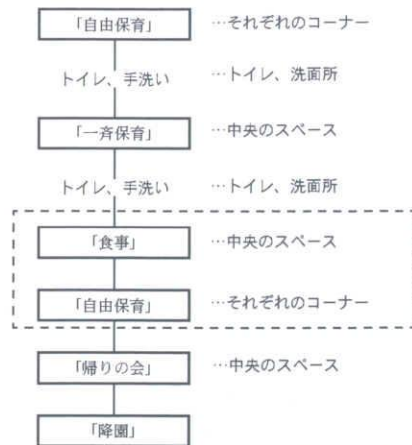 「自由保育」 …それぞれのコーナー
トイレ、手洗い …トイレ、洗面所
「一斉保育」 …中央のスペース
トイレ、手洗い …トイレ、洗面所
「食事」 …中央のスペース
「自由保育」 …それぞれのコーナー
「帰りの会」 …中央のスペース
「降園」